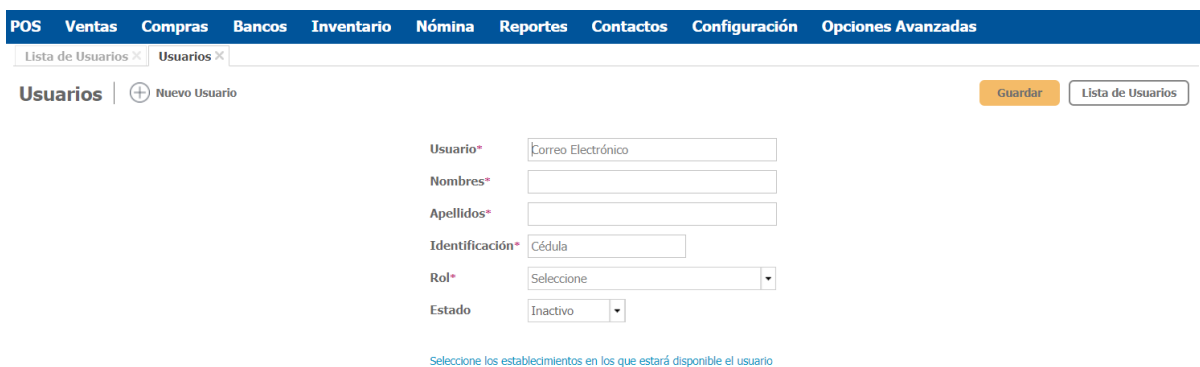 POS Ventas Compras Bancos Inventario Nómina Reportes Contactos Configuración Opciones Avanzadas
Lista de Usuarios Usuarios
Usuarios Nuevo Usuario Guardar Lista de Usuarios
Usuario* Correo Electrónico
Nombres*
Apellidos*
Identificación* Cédula
Rol* Seleccione
Estado Inactivo
Seleccione los establecimientos en los que estará disponible el usuario